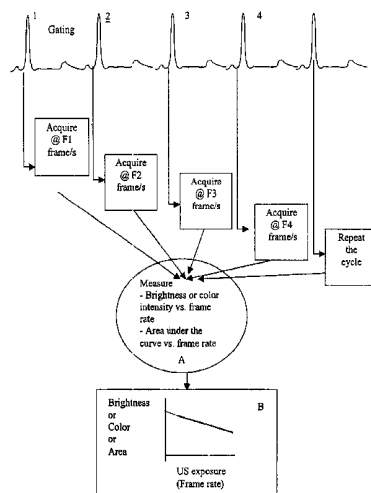 1
Gating
2
3
4
Acquire
@ F1
frame/s
Acquire
@ F2
frame/s
Acquire
@ F3
frame/s
Acquire
@ F4
frame/s
Repeat
the
cycle
Measure
- Brightness or color
intensity vs. frame
rate
- Area under the
curve vs. frame rate
A
Brightness
or
Color
or
Area
B
US exposure
(Frame rate)